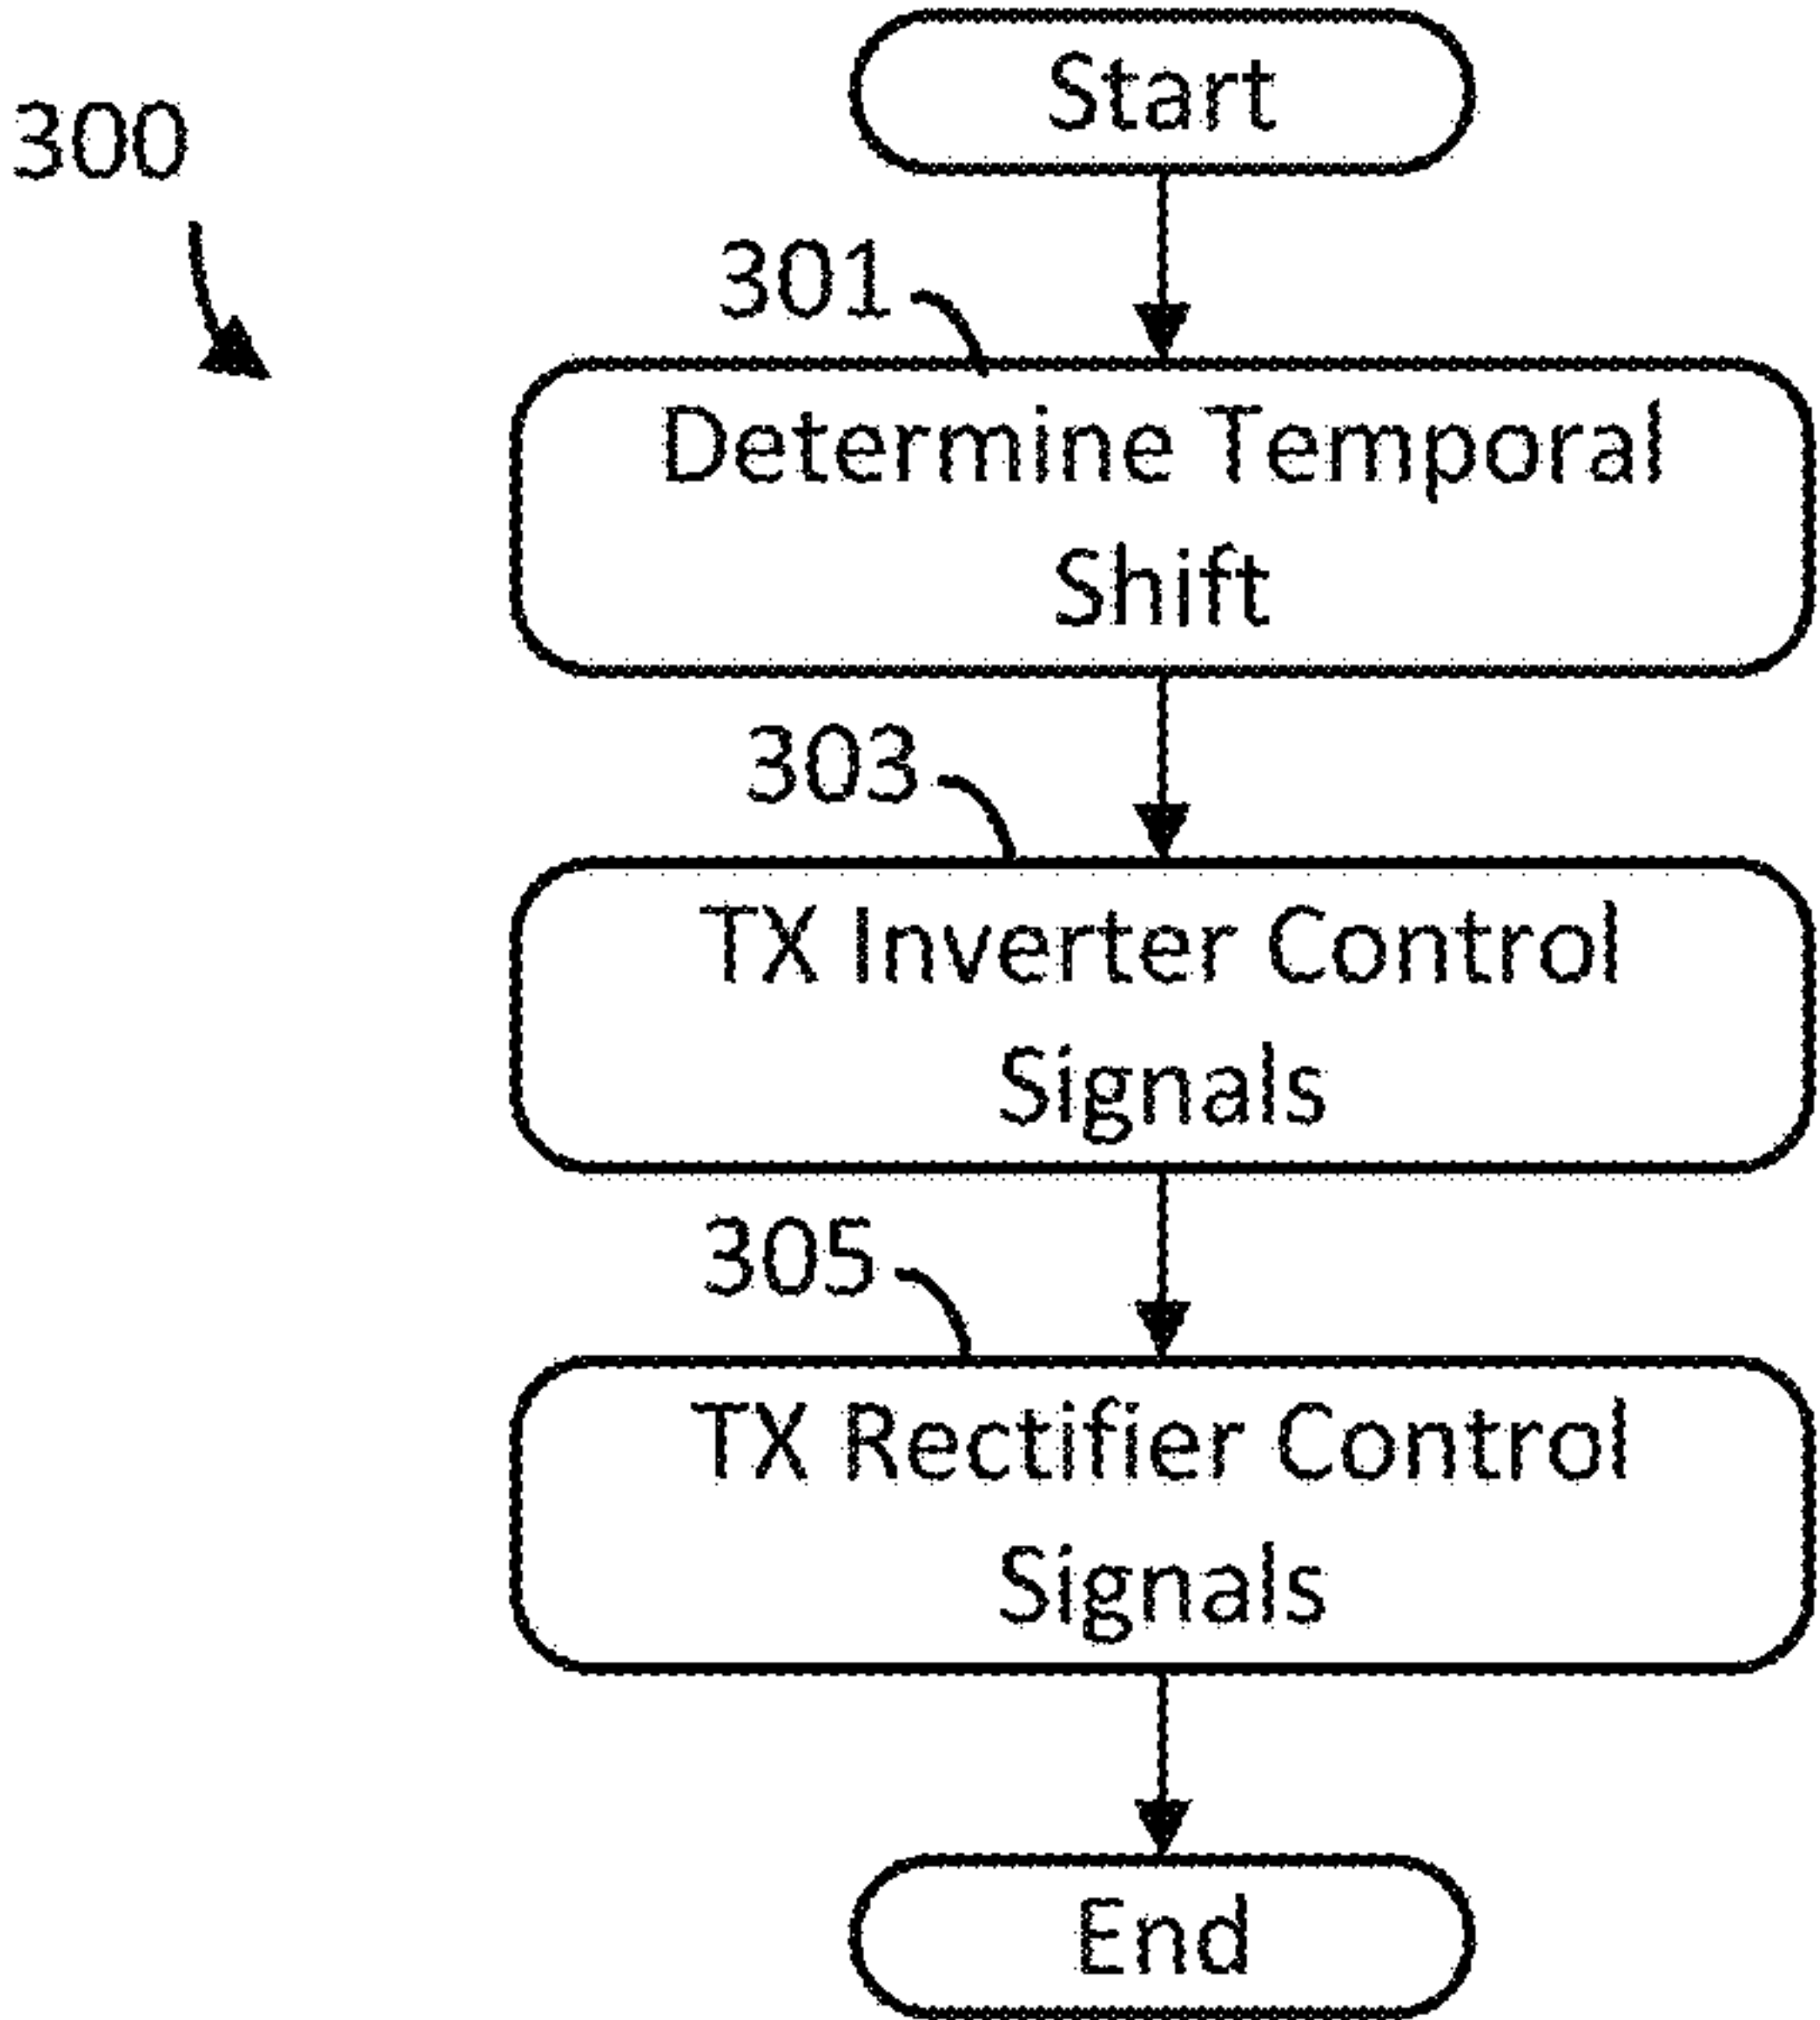 Start
300
301
Determine Temporal
Shift
303
TX Inverter Control
Signals
305
TX Rectifier Control
Signals
End